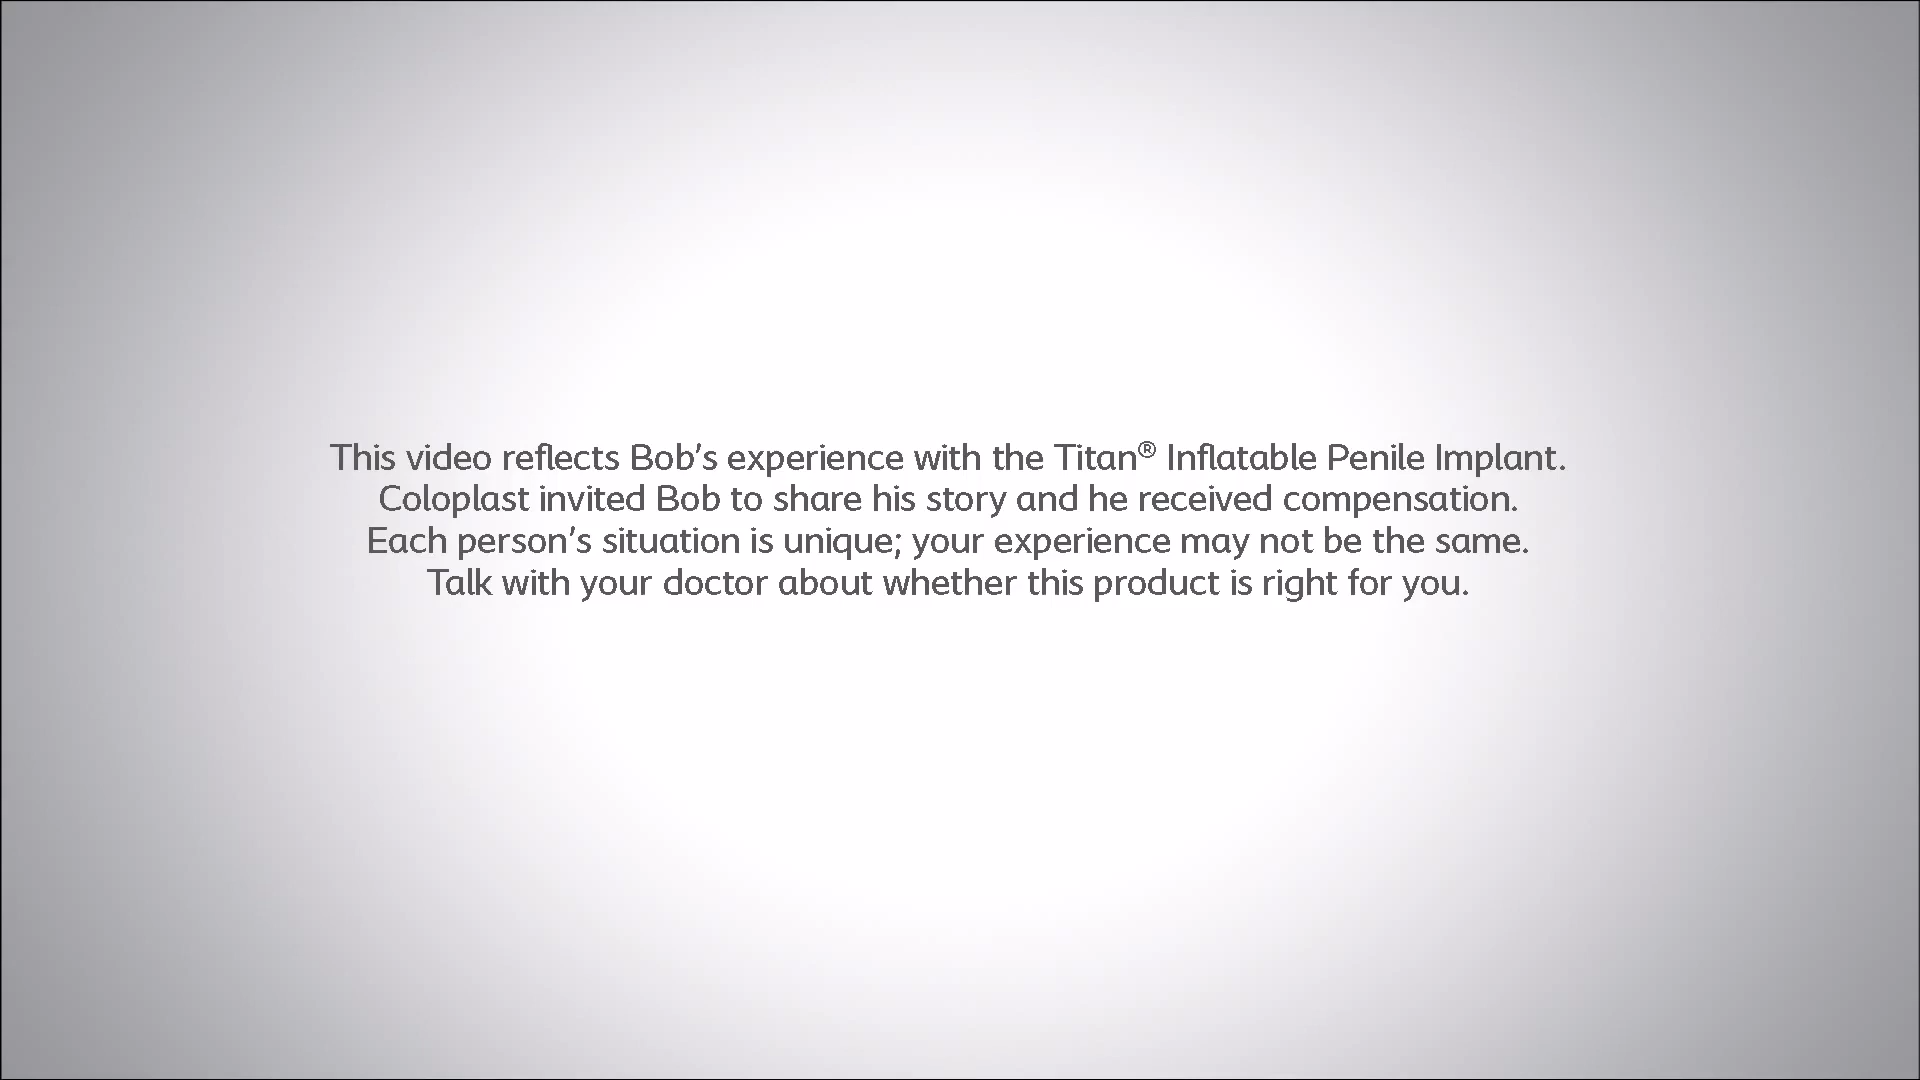 This video reflects Bob’s experience with the Titan® Inflatable Penile Implant.
Coloplast invited Bob to share his story and he received compensation.
Each person’s situation is unique; your experience may not be the same.
Talk with your doctor about whether this product is right for you.